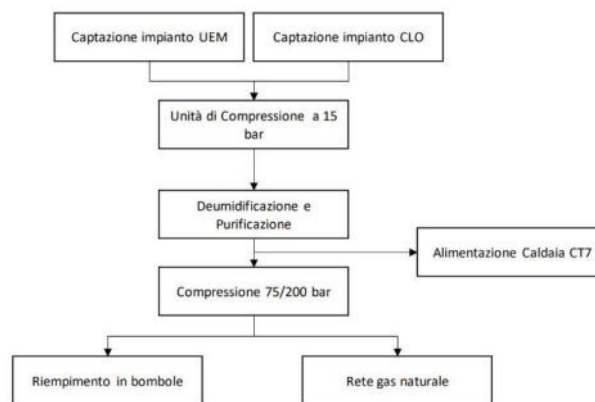 Captazione impianto UEM
Captazione impianto CLO
Unità di Compressione a 15
bar
Deumidificazione e
Purificazione
Alimentazione Caldaia CT7
Compressione 75/200 bar
Riempimento in bombole
Rete gas naturale